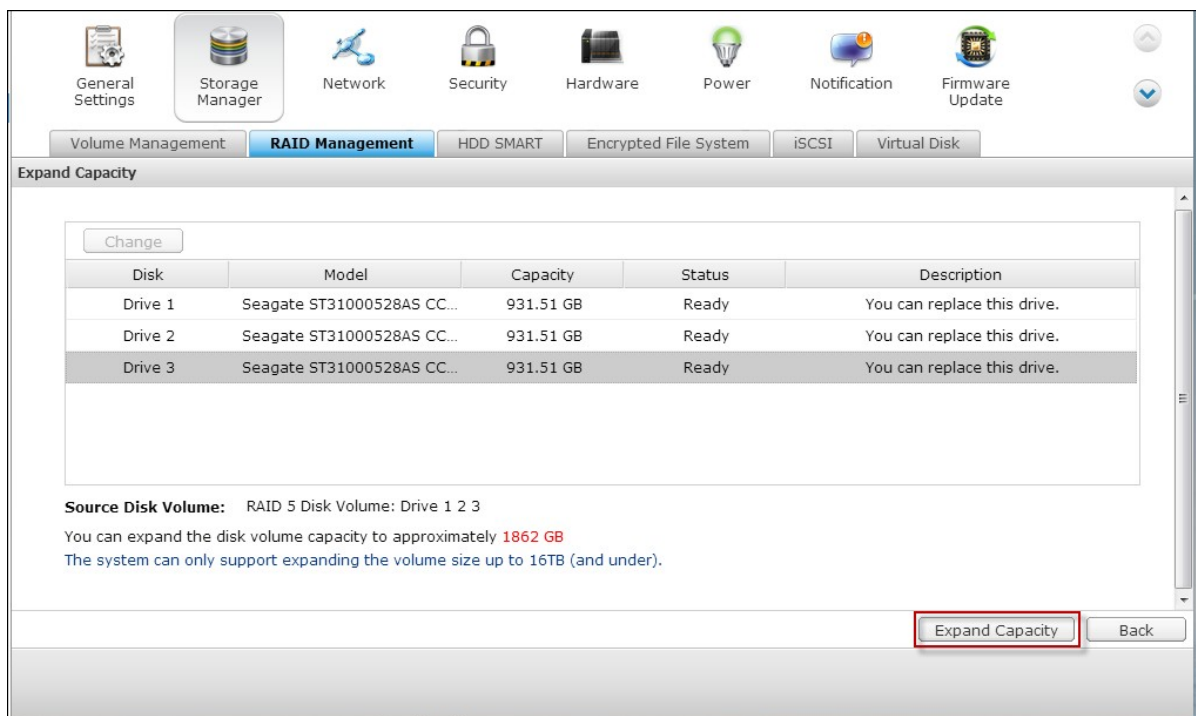 General Settings
Storage Manager
Network
Security
Hardware
Power
Notification
Firmware Update
Volume Management
RAID Management
HDD SMART
Encrypted File System
iSCSI
Virtual Disk
Expand Capacity
Change
Disk Model Capacity Status Description
Drive 1 Seagate ST31000528AS CC... 931.51 GB Ready You can replace this drive.
Drive 2 Seagate ST31000528AS CC... 931.51 GB Ready You can replace this drive.
Drive 3 Seagate ST31000528AS CC... 931.51 GB Ready You can replace this drive.
Source Disk Volume: RAID 5 Disk Volume: Drive 1 2 3
You can expand the disk volume capacity to approximately 1862 GB
The system can only support expanding the volume size up to 16TB (and under).
Expand Capacity
Back